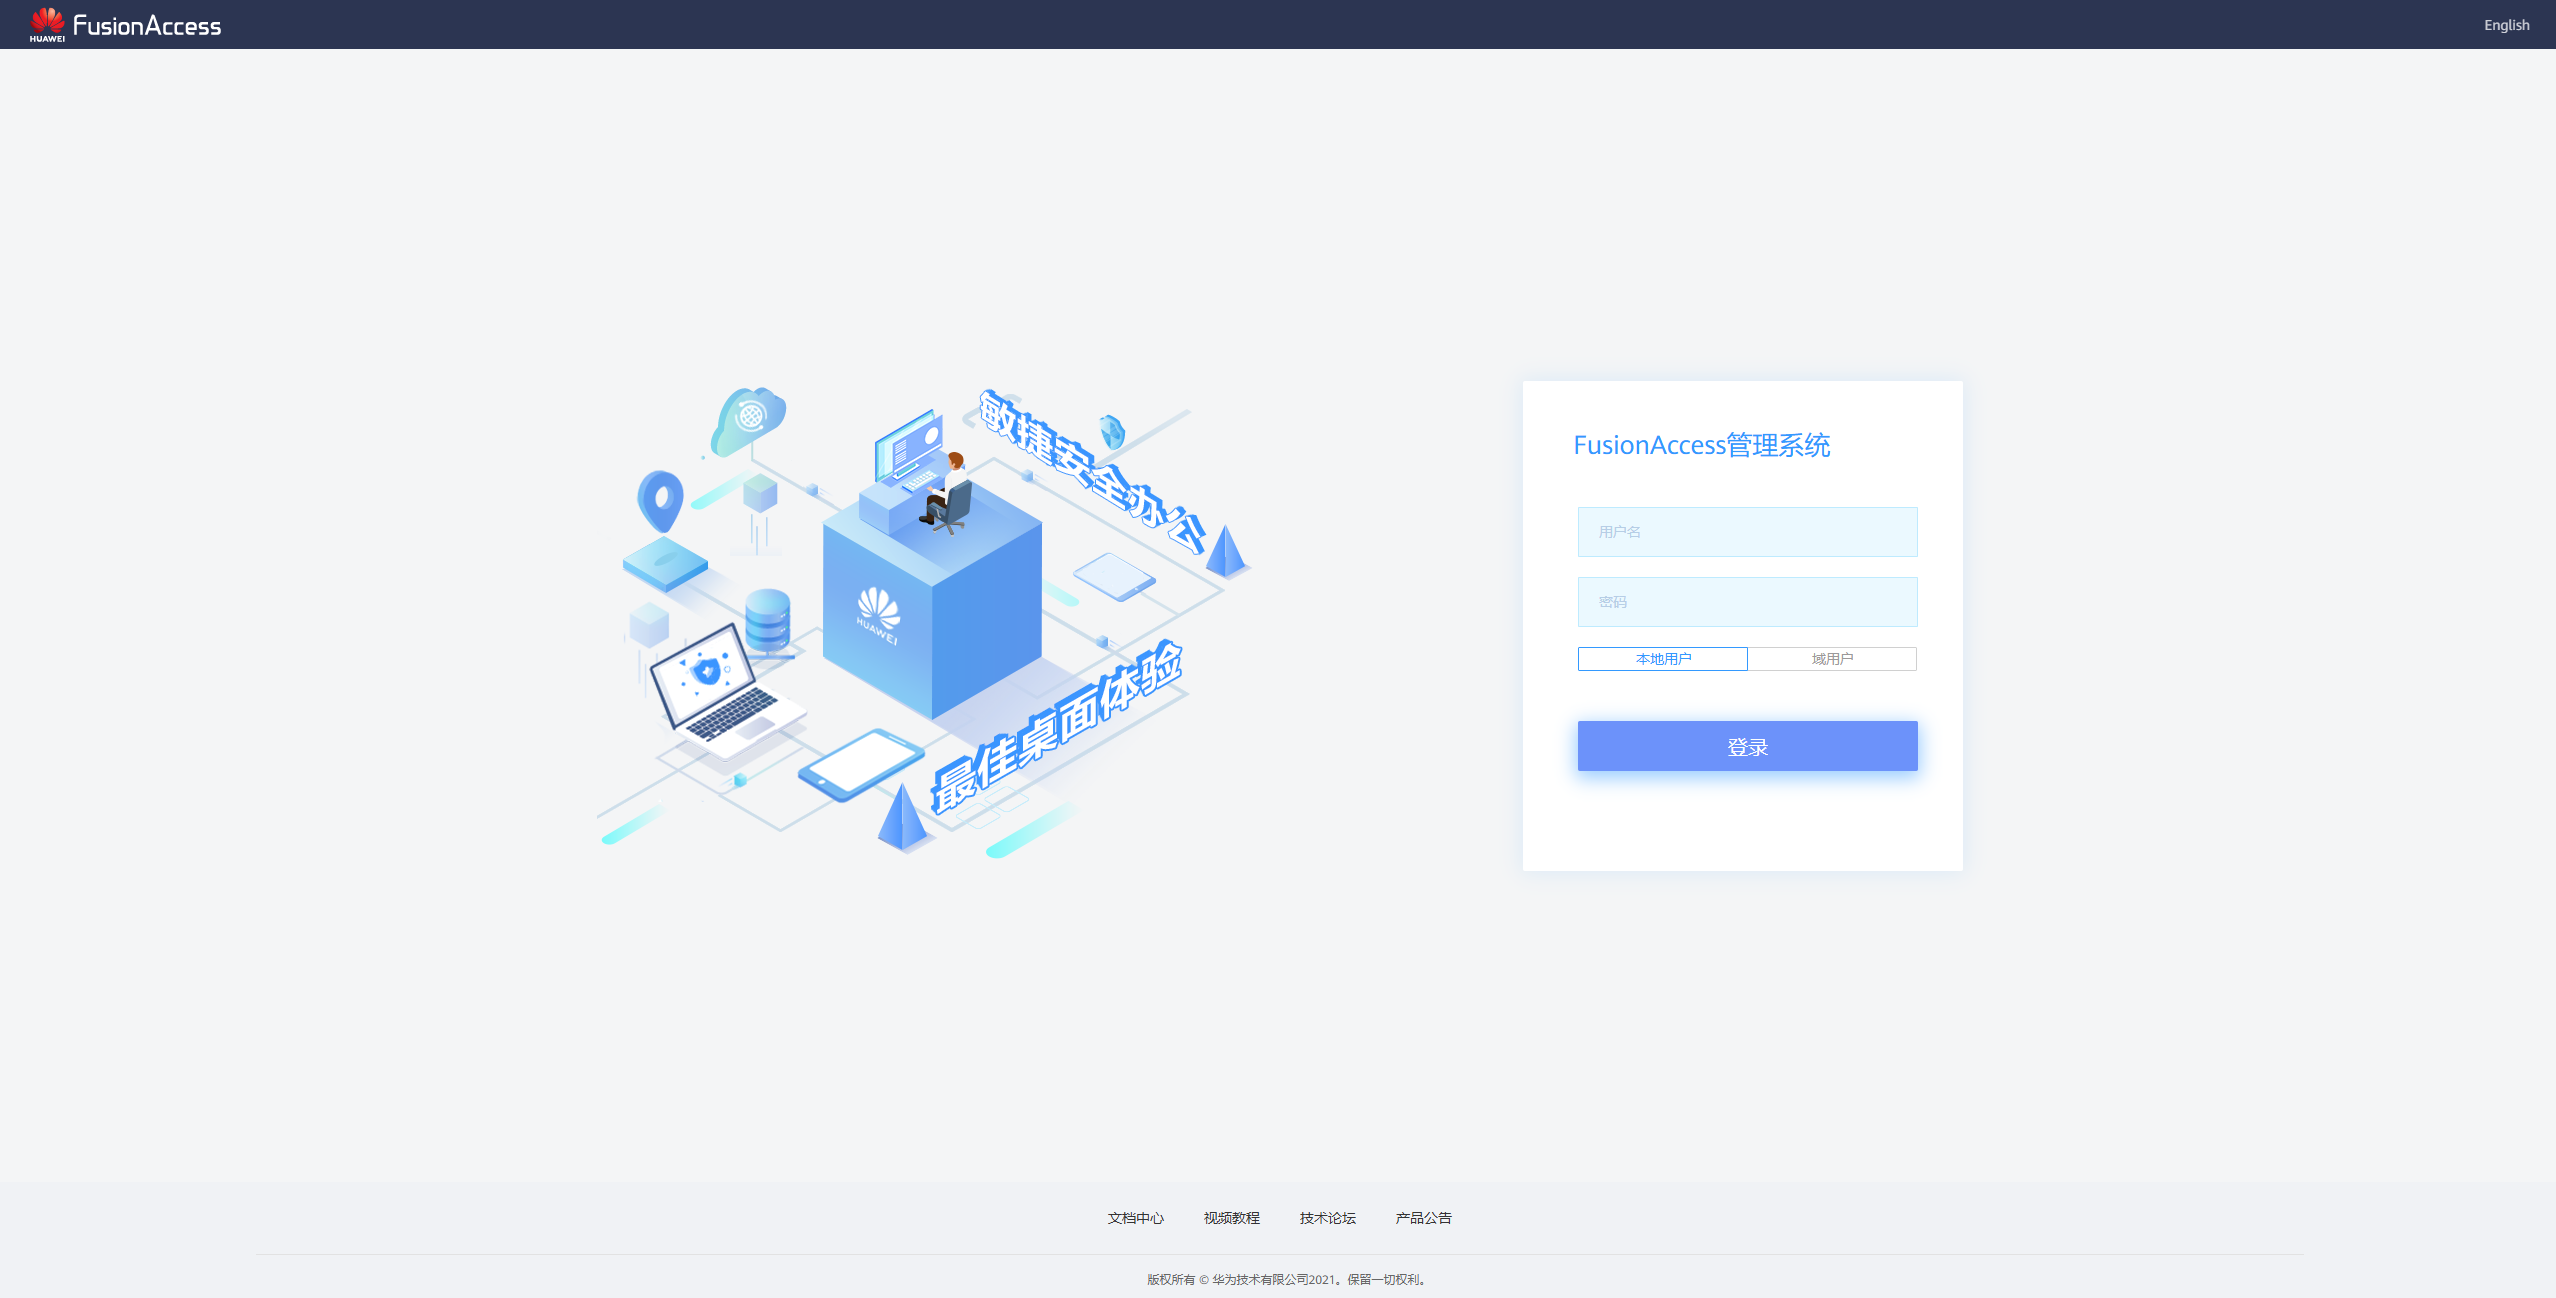 HUAWEI FusionAccess
English
敏捷安全办公
HUAWEI
最佳桌面体验
FusionAccess管理系统
用户名
密码
本地用户 域用户
登录
文档中心 视频教程 技术论坛 产品公告
版权所有 © 华为技术有限公司2021。保留一切权利。